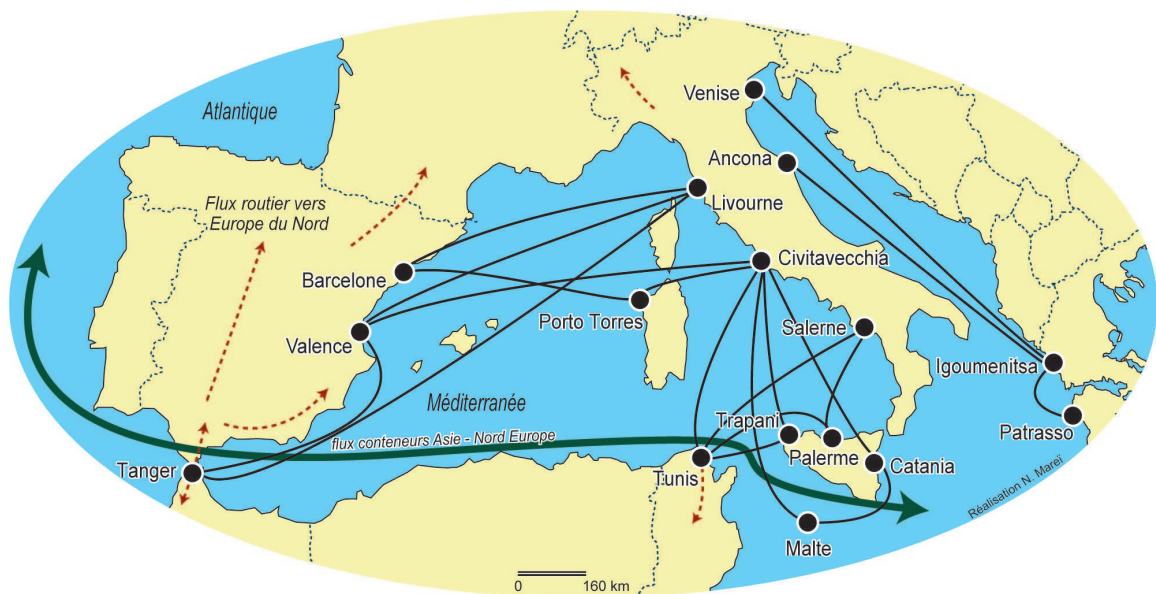 Atlantique
Venise
Ancona
Livourne
Flux routier vers
Europe du Nord
Civitavecchia
Barcelone
Porto Torres
Salerne
Valence
Igoumenitsa
Méditerranée
Trapani
Patrasso
flux conteneurs Asie - Nord Europe
Palerme
Tanger
Tunis
Catania
Réalisation N. Mareï
Malte
0 160 km